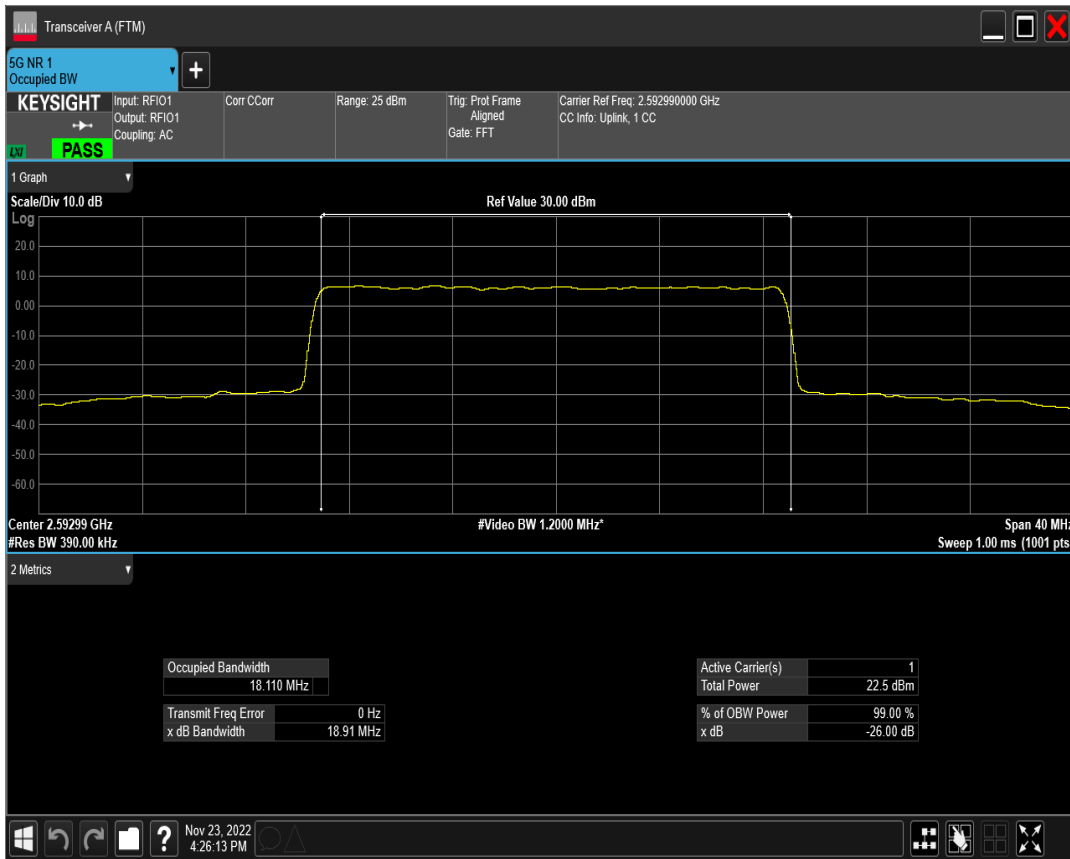 Transceiver A (FTM)
5G NR 1
Occupied BW
+
KEYSIGHT
LXI
PASS
Input: RFIO1
Output: RFIO1
Coupling: AC
Corr CCorr
Range: 25 dBm
Trig: Prot Frame
Aligned
Gate: FFT
Carrier Ref Freq: 2.592990000 GHz
CC Info: Uplink, 1 CC
1 Graph
Scale/Div 10.0 dB
Ref Value 30.00 dBm
Log
20.0
10.0
0.00
-10.0
-20.0
-30.0
-40.0
-50.0
-60.0
Center 2.59299 GHz
#Video BW 1.2000 MHz*
Span 40 MHz
#Res BW 390.00 kHz
Sweep 1.00 ms (1001 pts
2 Metrics
Occupied Bandwidth
18.110 MHz
Transmit Freq Error 0 Hz
x dB Bandwidth 18.91 MHz
Active Carrier(s) 1
Total Power 22.5 dBm
% of OBW Power 99.00 %
x dB -26.00 dB
?
Nov 23, 2022
4:26:13 PM